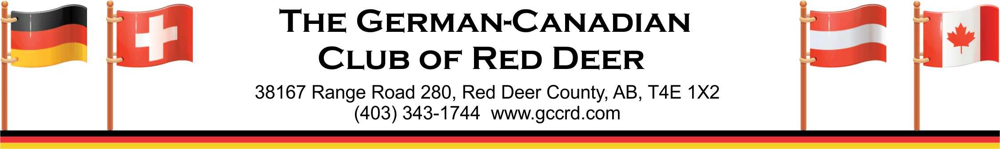 The German-Canadian
Club of Red Deer
38167 Range Road 280, Red Deer County, AB, T4E 1X2
(403) 343-1744 www.gccrd.com